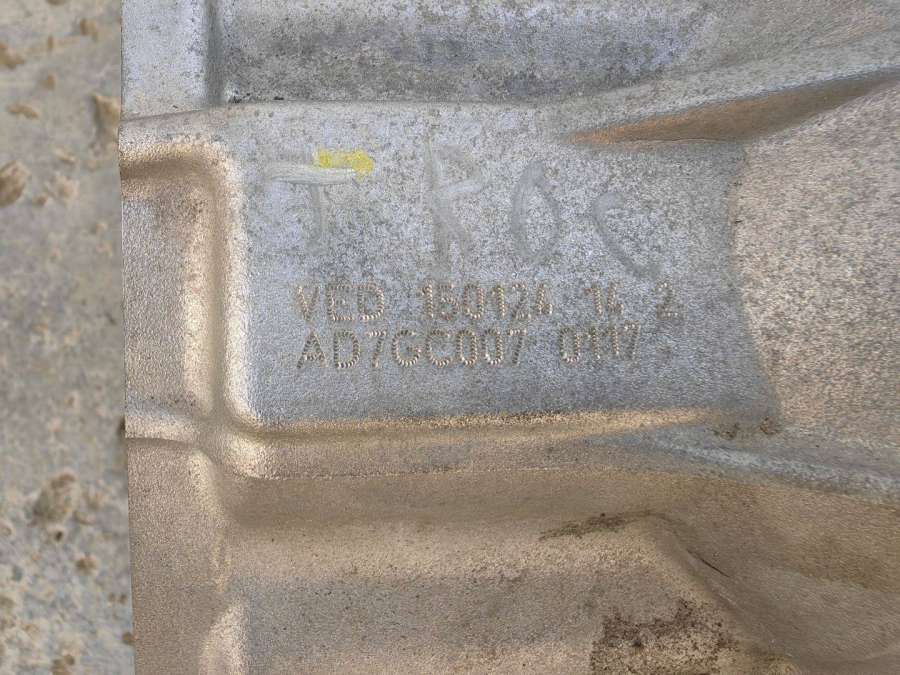 T ROC
VED 150124 14 2
AD7GC007 0117